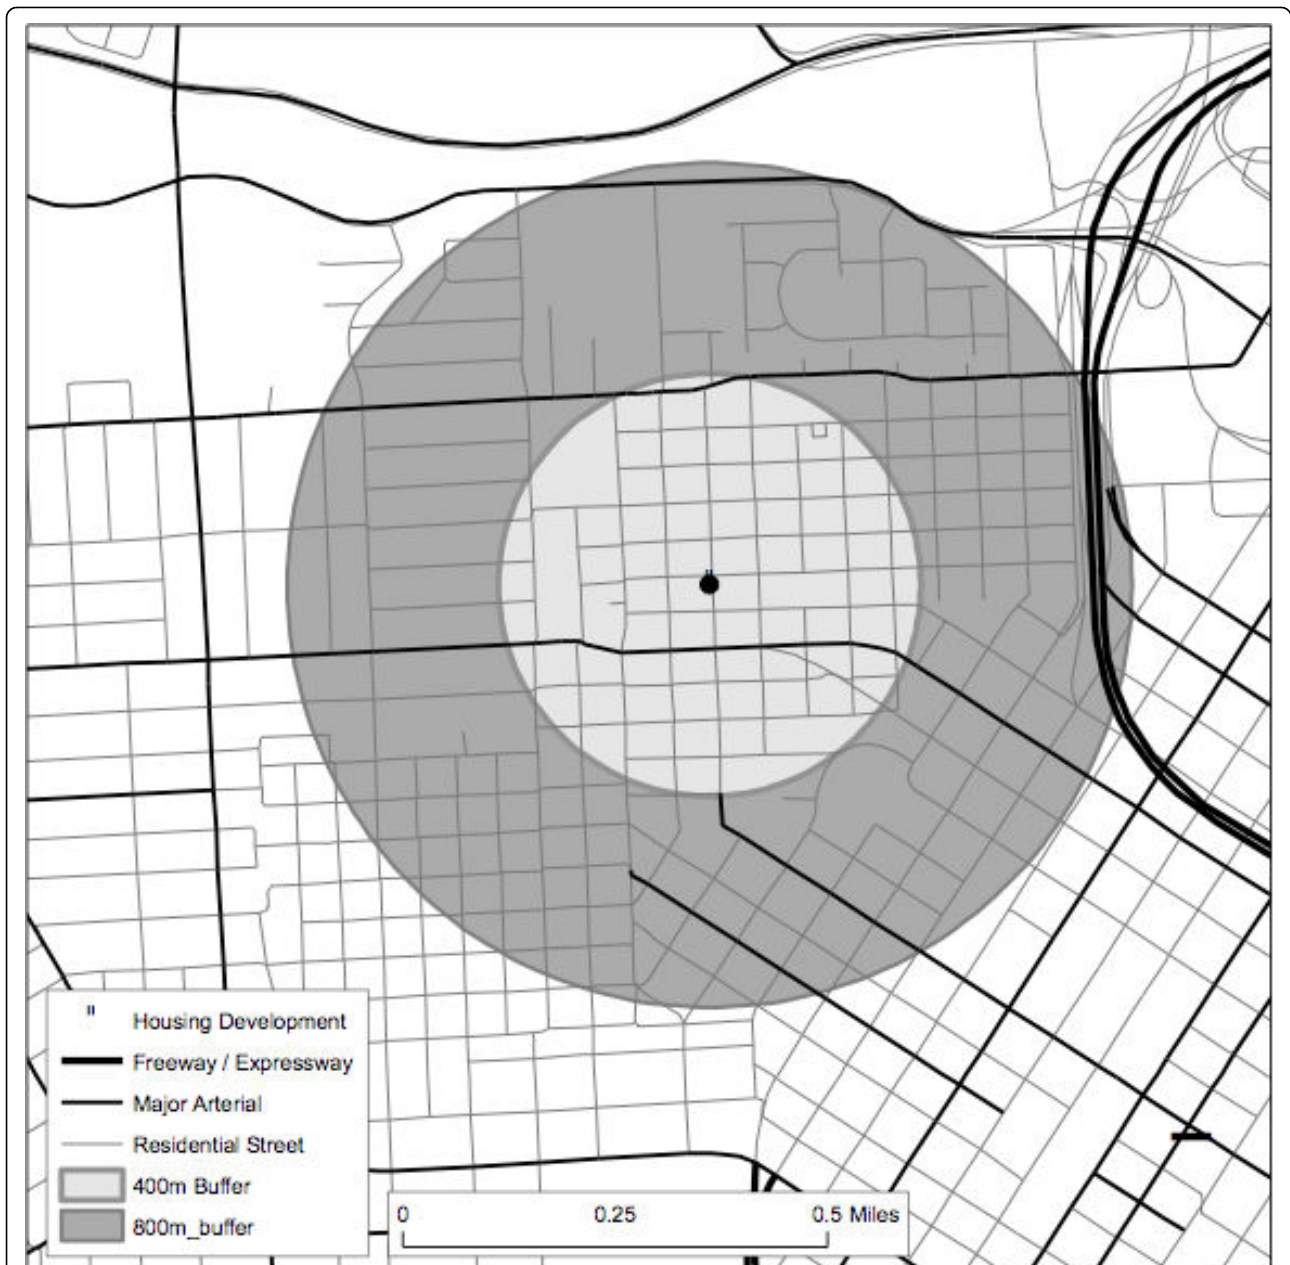 Housing Development
Freeway / Expressway
Major Arterial
Residential Street
400m Buffer
800m_buffer
0 0.25 0.5 Miles